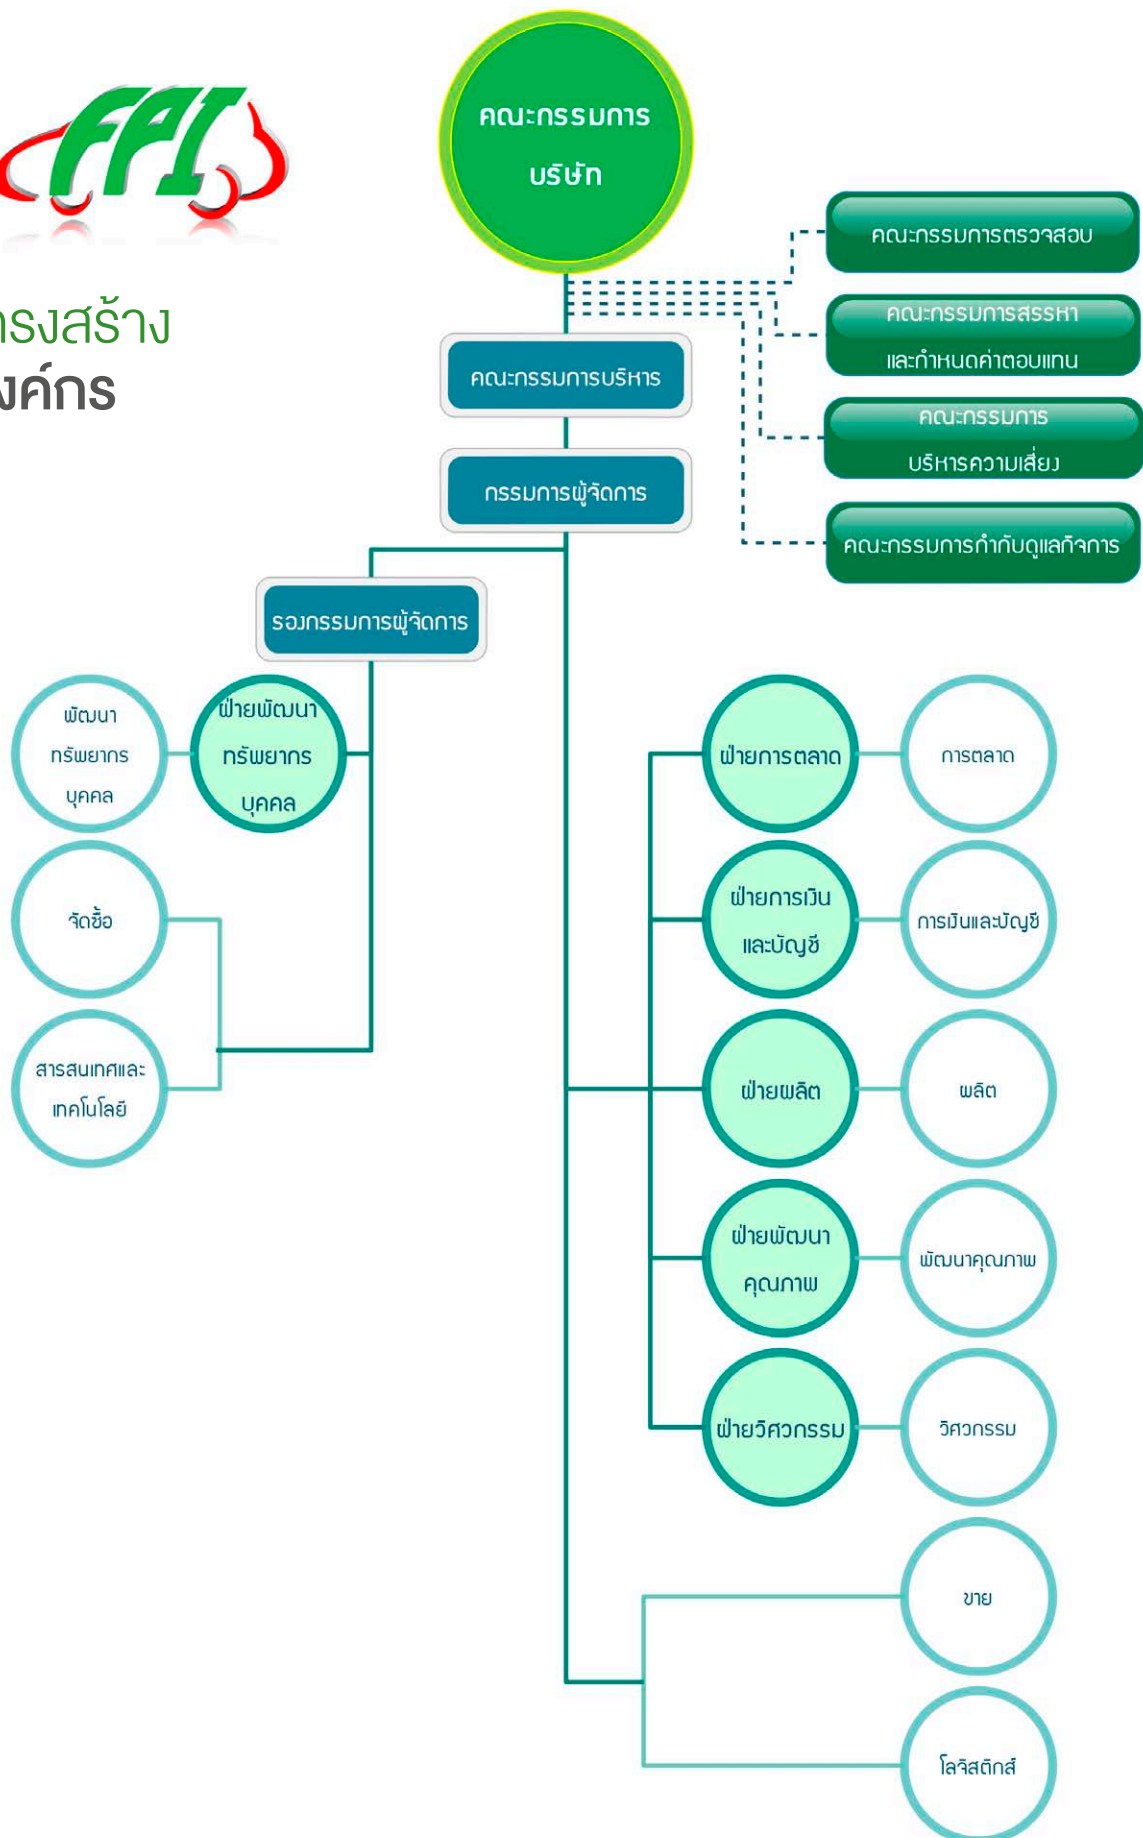 FPI
คณะกรรมการ
บริษัท
ครงสร้าง
งค์กร
คณะกรรมการตรวจสอบ
คณะกรรมการสรรหา
และกำหนดค่าตอบแทน
คณะกรรมการ
บริหารความเสี่ยง
คณะกรรมการกำกับดูแลกิจการ
คณะกรรมการบริหาร
กรรมการผู้จัดการ
รองกรรมการผู้จัดการ
พัฒนา
ทรัพยากร
บุคคล
ฝ่ายพัฒนา
ทรัพยากร
บุคคล
จัดซื้อ
สารสนเทศและ
เทคโนโลยี
ฝ่ายการตลาด
การตลาด
ฝ่ายการเงิน
และบัญชี
การเงินและบัญชี
ฝ่ายผลิต
ผลิต
ฝ่ายพัฒนา
คุณภาพ
พัฒนาคุณภาพ
ฝ่ายวิศวกรรม
วิศวกรรม
ขาย
โลจิสติกส์